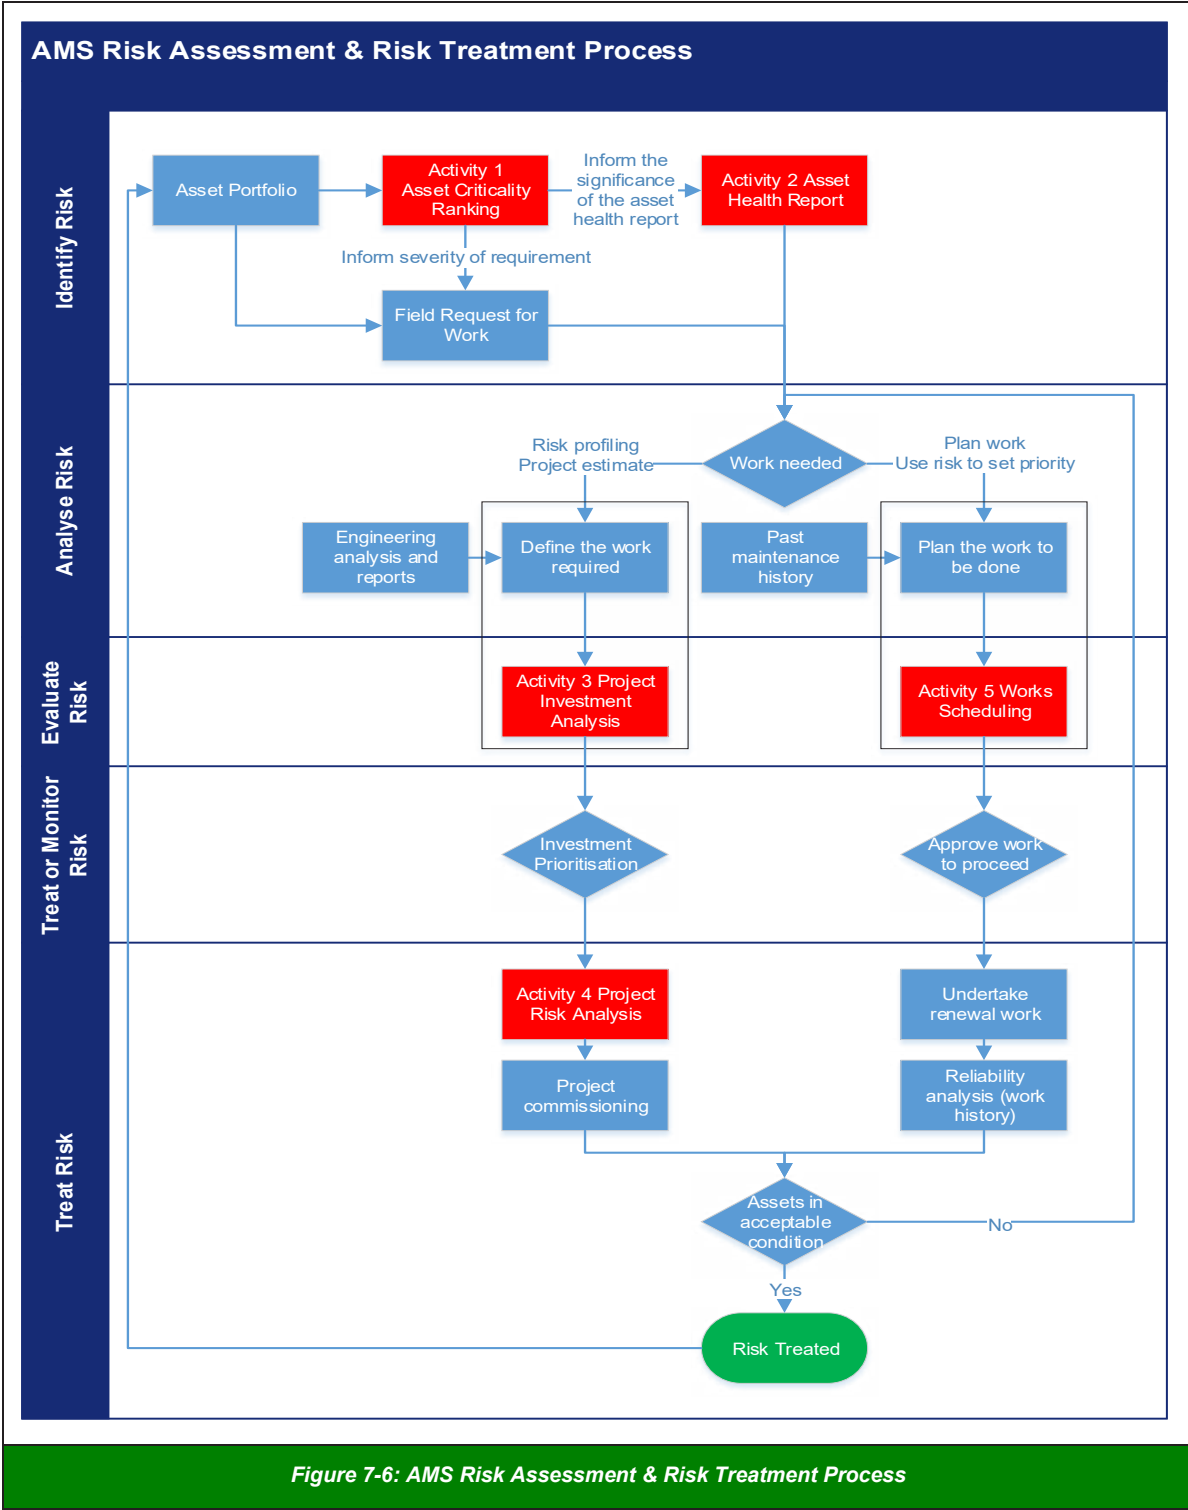 AMS Risk Assessment & Risk Treatment Process
Identify Risk
Asset Portfolio
Activity 1
Asset Criticality
Ranking
Inform the
significance
of the asset
health report
Activity 2 Asset
Health Report
Inform severity of requirement
Field Request for
Work
Analyse Risk
Risk profiling
Project estimate
Work needed
Plan work
Use risk to set priority
Engineering
analysis and
reports
Define the work
required
Past
maintenance
history
Plan the work to
be done
Evaluate
Risk
Activity 3 Project
Investment
Analysis
Activity 5 Works
Scheduling
Treat or Monitor
Risk
Investment
Prioritisation
Approve work
to proceed
Treat Risk
Activity 4 Project
Risk Analysis
Undertake
renewal work
Project
commissioning
Reliability
analysis (work
history)
Assets in
acceptable
condition
No
Yes
Risk Treated
Figure 7-6: AMS Risk Assessment & Risk Treatment Process